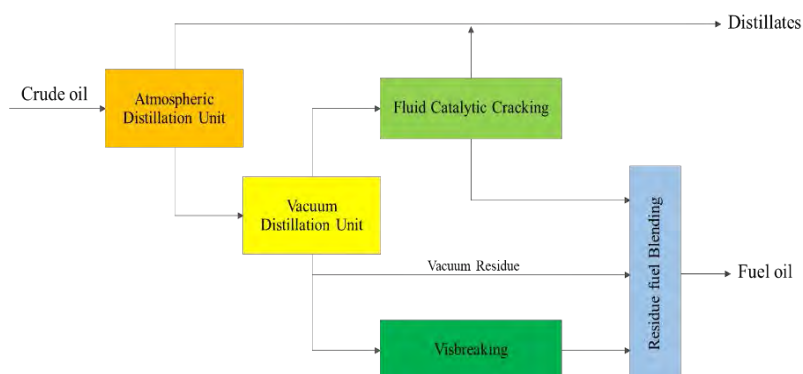 Distillates
Crude oil
Atmospheric
Distillation Unit
Fluid Catalytic Cracking
Vacuum
Distillation Unit
Vacuum Residue
Residue fuel Blending
Fuel oil
Visbreaking